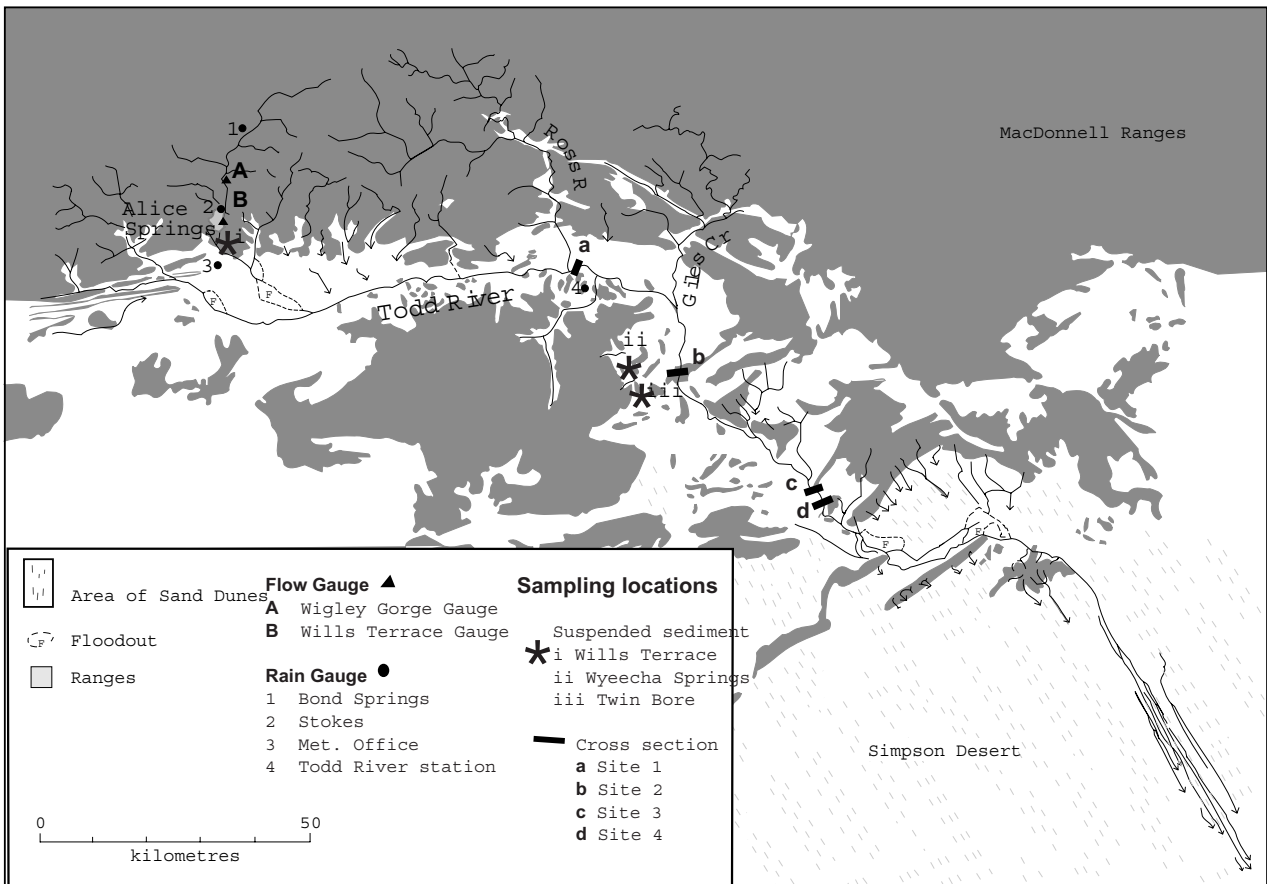 MacDonnell Ranges
Ross R
1
A
2
B
Alice
Springs
i
3
F
F
Todd River
a
4
Giles Cr
ii
b
iii
c
d
F
F
Simpson Desert
Area of Sand Dunes
F Floodout
Ranges
0 50
kilometres
Flow Gauge
A Wigley Gorge Gauge
B Wills Terrace Gauge
Rain Gauge
1 Bond Springs
2 Stokes
3 Met. Office
4 Todd River station
Sampling locations
Suspended sediment
i Wills Terrace
ii Wyeecha Springs
iii Twin Bore
Cross section
a Site 1
b Site 2
c Site 3
d Site 4